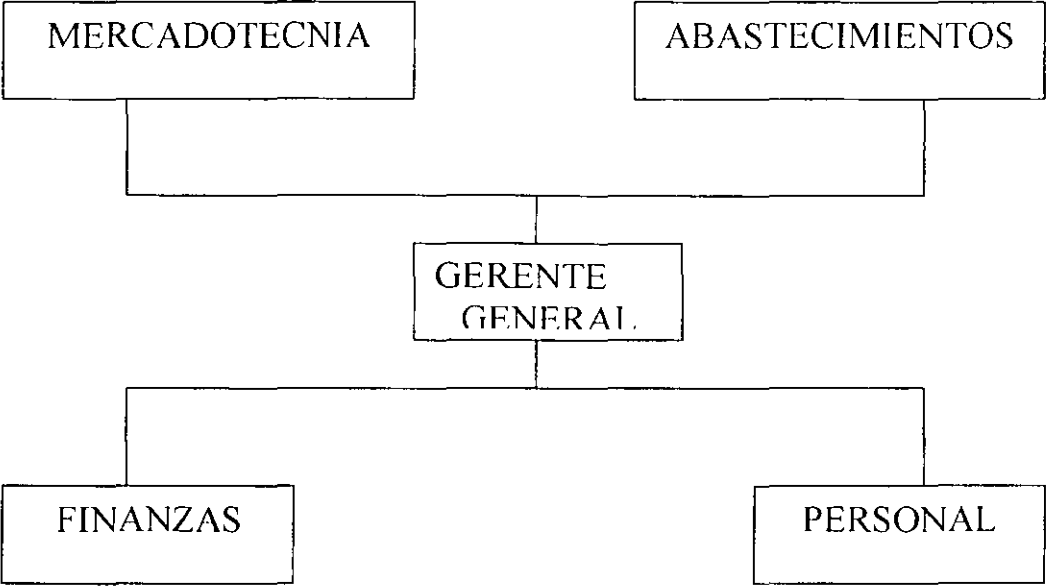 MERCADOTECNIA
ABASTECIMIENTOS
GERENTE
GENERAL
FINANZAS
PERSONAL